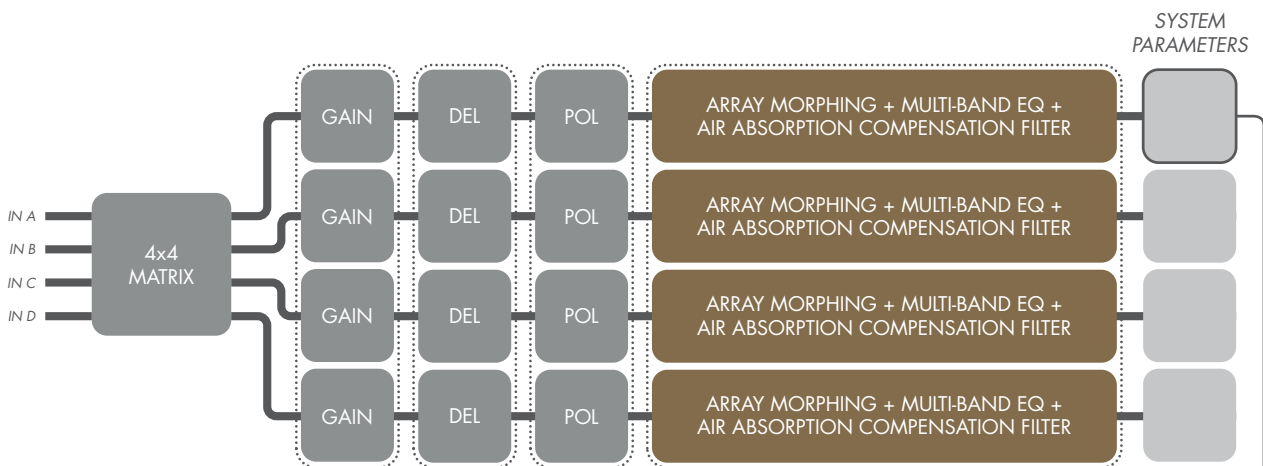 SYSTEM
PARAMETERS
GAIN
DEL
POL
ARRAY MORPHING + MULTI-BAND EQ +
AIR ABSORPTION COMPENSATION FILTER
IN A
IN B
IN C
IN D
4x4
MATRIX
GAIN
DEL
POL
ARRAY MORPHING + MULTI-BAND EQ +
AIR ABSORPTION COMPENSATION FILTER
GAIN
DEL
POL
ARRAY MORPHING + MULTI-BAND EQ +
AIR ABSORPTION COMPENSATION FILTER
GAIN
DEL
POL
ARRAY MORPHING + MULTI-BAND EQ +
AIR ABSORPTION COMPENSATION FILTER